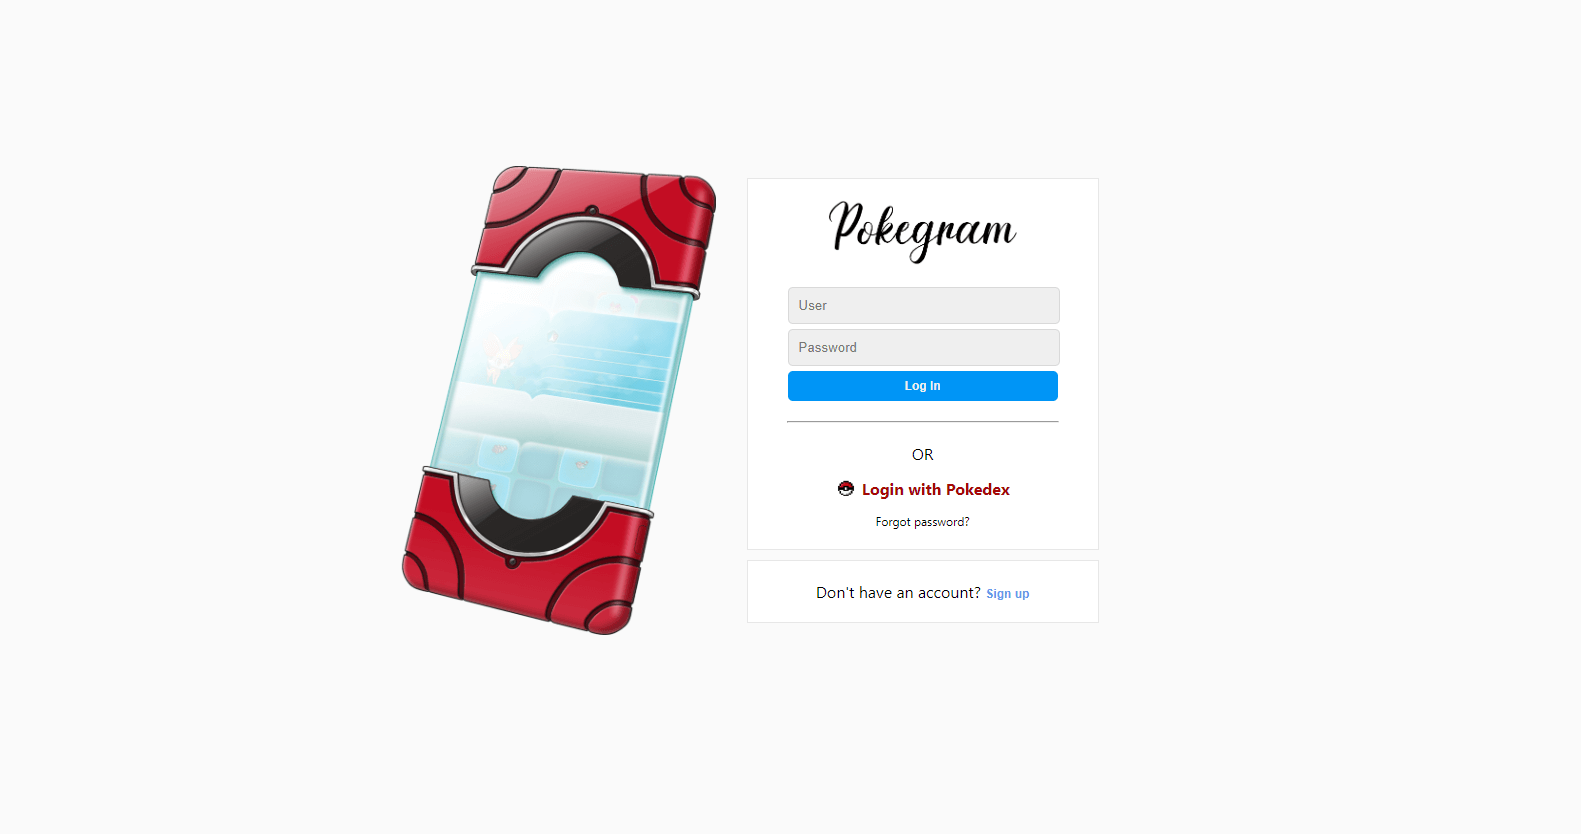 Pokegram
User
Password
Log In
OR
Login with Pokedex
Forgot password?
Don't have an account? Sign up